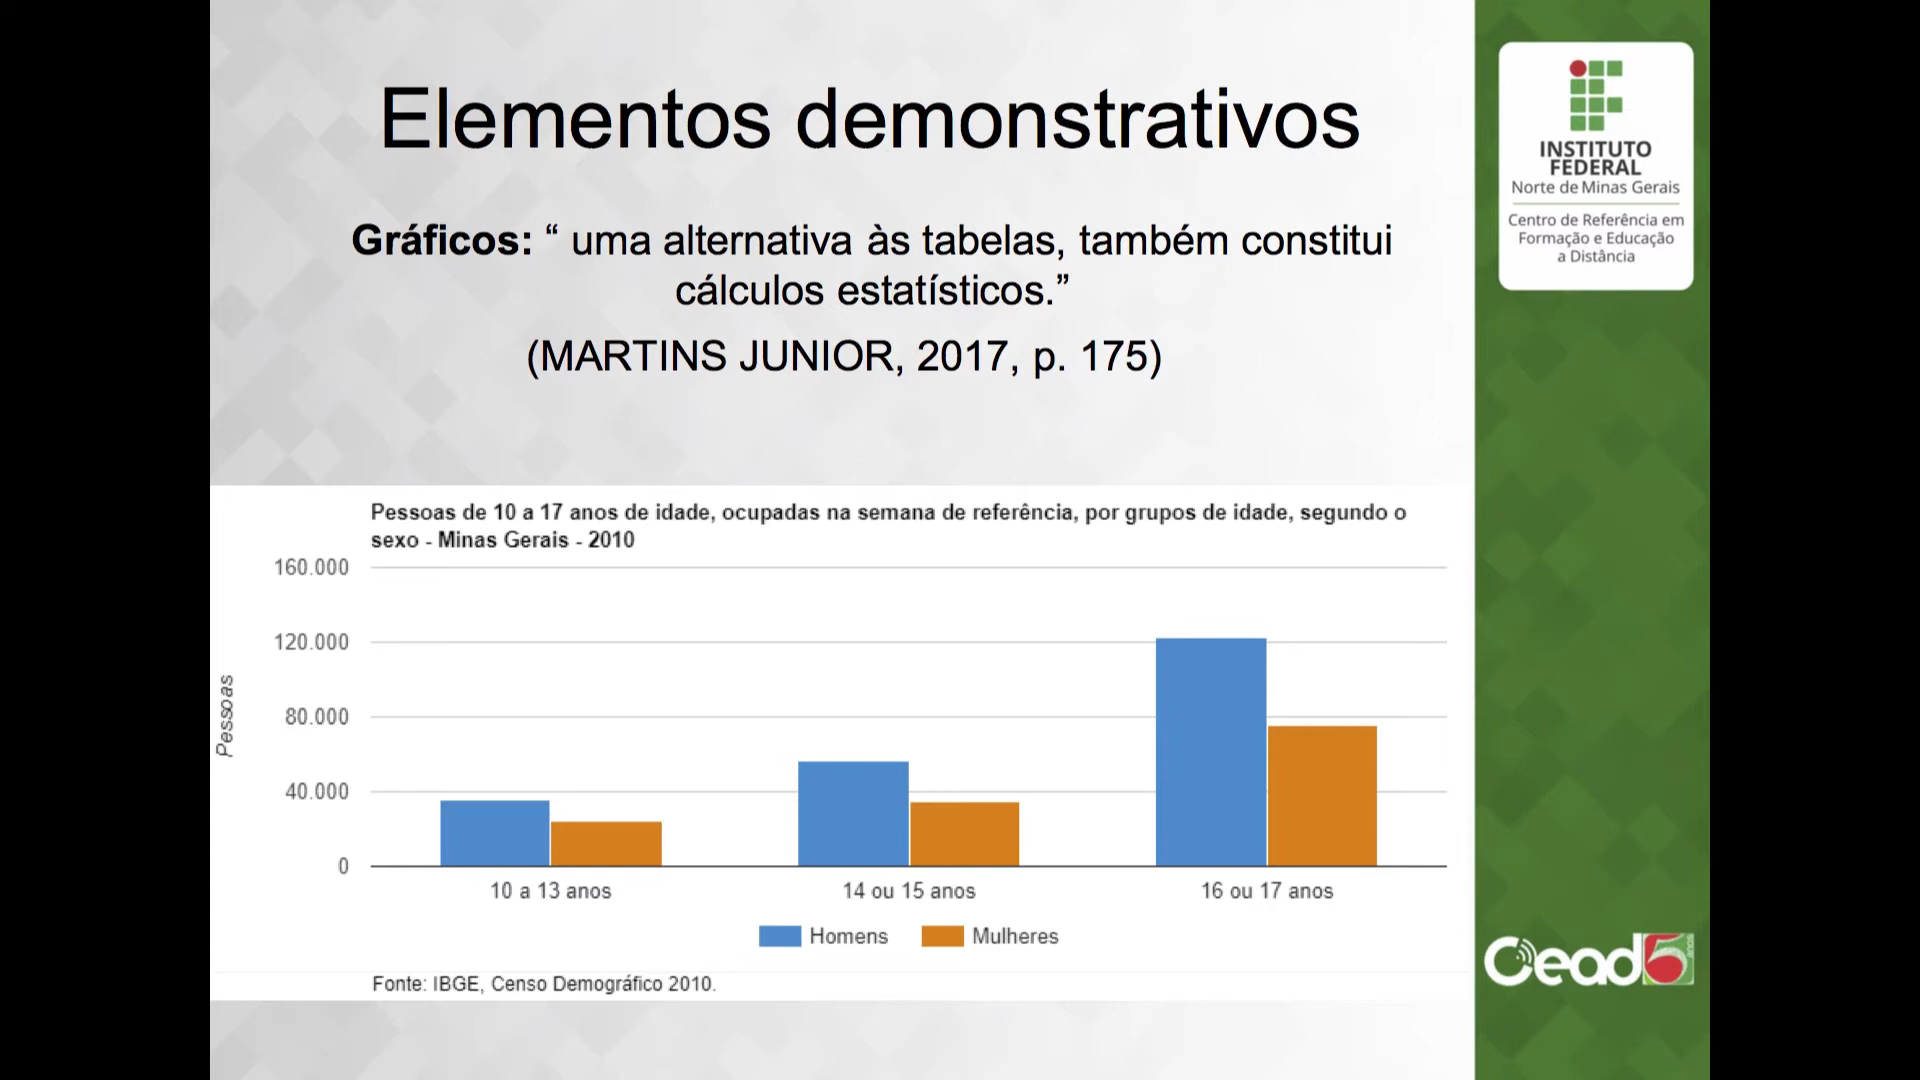 Elementos demonstrativos
Gráficos: “ uma alternativa às tabelas, também constitui
cálculos estatísticos.”
(MARTINS JUNIOR, 2017, p. 175)
Pessoas de 10 a 17 anos de idade, ocupadas na semana de referência, por grupos de idade, segundo o
sexo - Minas Gerais - 2010
160.000
120.000
80.000
40.000
0
Pessoas
10 a 13 anos
14 ou 15 anos
16 ou 17 anos
Homens
Mulheres
Fonte: IBGE, Censo Demográfico 2010.
INSTITUTO
FEDERAL
Norte de Minas Gerais
Centro de Referência em
Formação e Educação
a Distância
Cead 5 anos